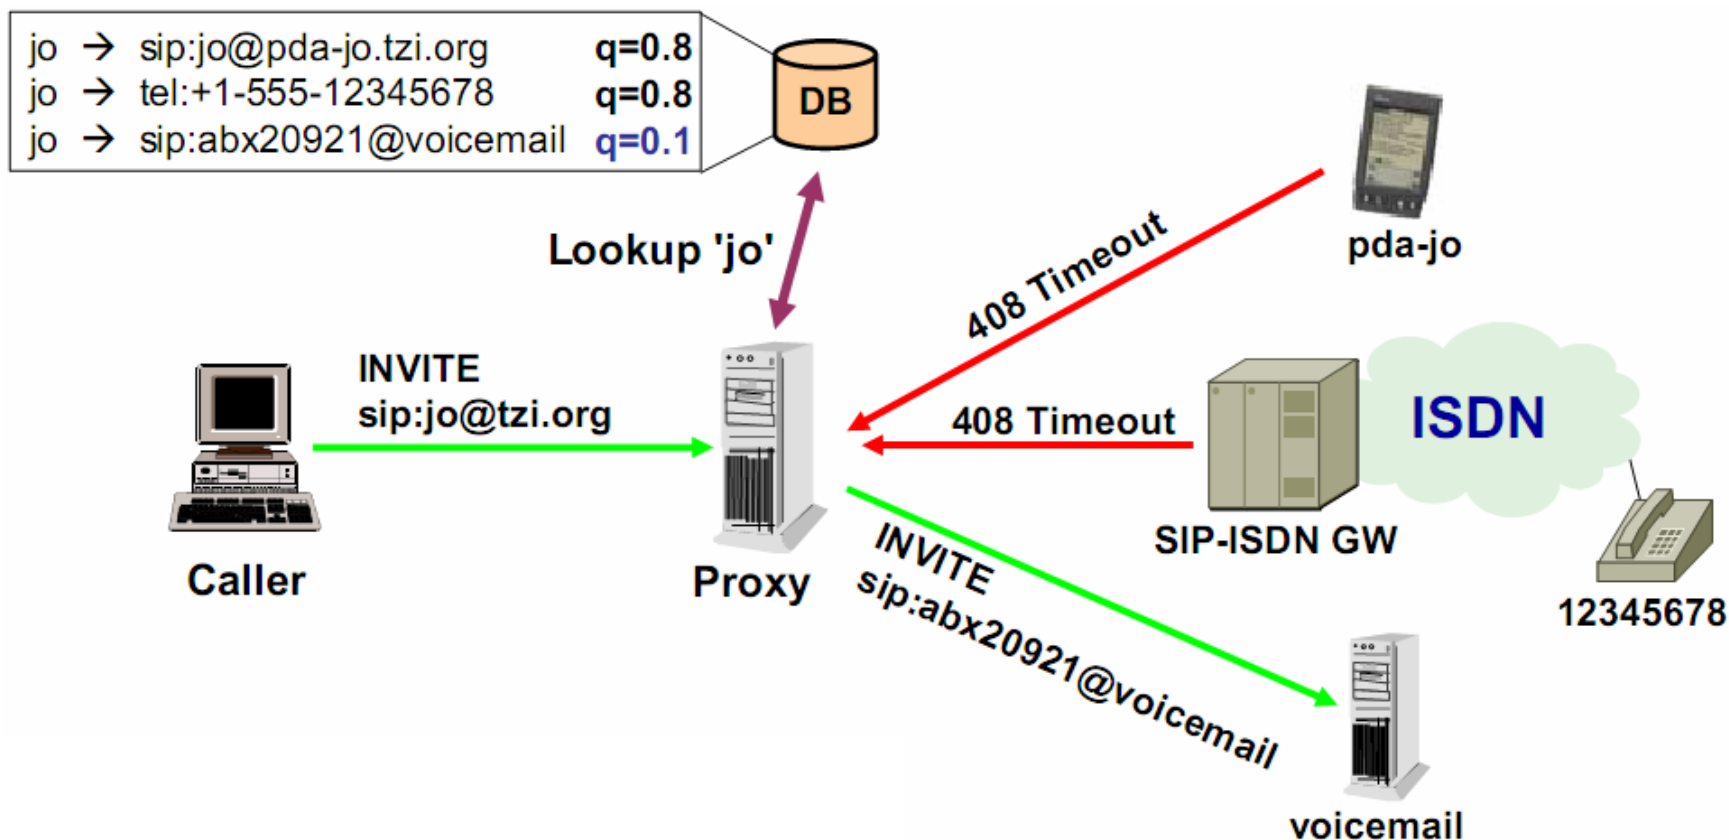 jo → sip:jo@pda-jo.tzi.org q=0.8
jo → tel:+1-555-12345678 q=0.8
jo → sip:abx20921@voicemail q=0.1
DB
Lookup 'jo'
pda-jo
408 Timeout
INVITE
sip:jo@tzi.org
408 Timeout
ISDN
SIP-ISDN GW
Caller
Proxy
INVITE
sip:abx20921@voicemail
12345678
voicemail